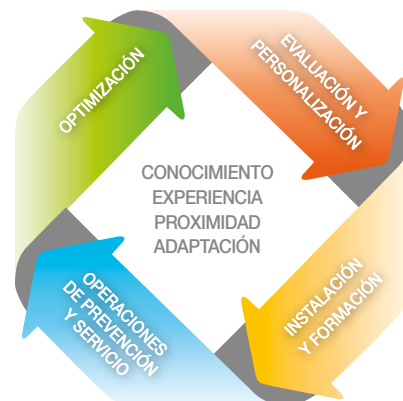 OPTIMIZACIÓN
EVALUACIÓN Y
PERSONALIZACIÓN
CONOCIMIENTO
EXPERIENCIA
PROXIMIDAD
ADAPTACIÓN
INSTALACIÓN
Y FORMACIÓN
OPERACIONES
DE PREVENCIÓN
Y SERVICIO